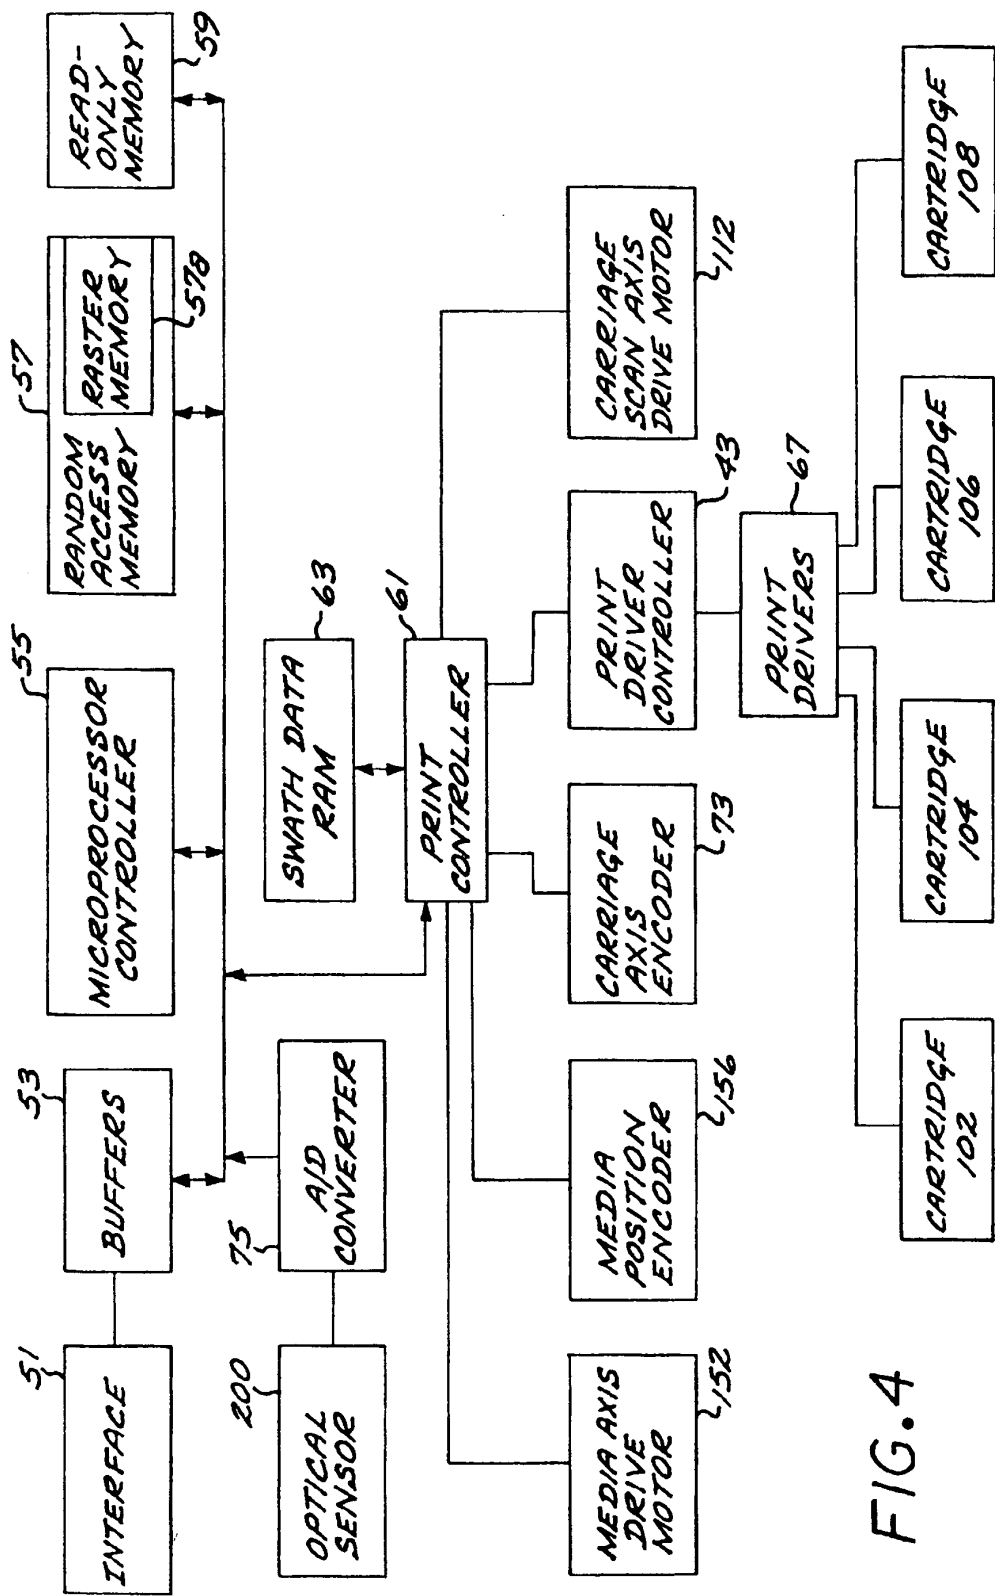 51
INTERFACE
53
BUFFERS
55
MICROPROCESSOR
CONTROLLER
57
RANDOM
ACCESS
MEMORY
RASTER
MEMORY
578
READ-
ONLY
MEMORY
59
200
OPTICAL
SENSOR
75
A/D
CONVERTER
SWATH DATA
RAM
63
61
PRINT
CONTROLLER
MEDIA AXIS
DRIVE
MOTOR
152
MEDIA
POSITION
ENCODER
156
CARRIAGE
AXIS
ENCODER
73
PRINT
DRIVER
CONTROLLER
43
CARRIAGE
SCAN AXIS
DRIVE MOTOR
112
PRINT
DRIVERS
67
CARTRIDGE
102
CARTRIDGE
104
CARTRIDGE
106
CARTRIDGE
108
FIG.4